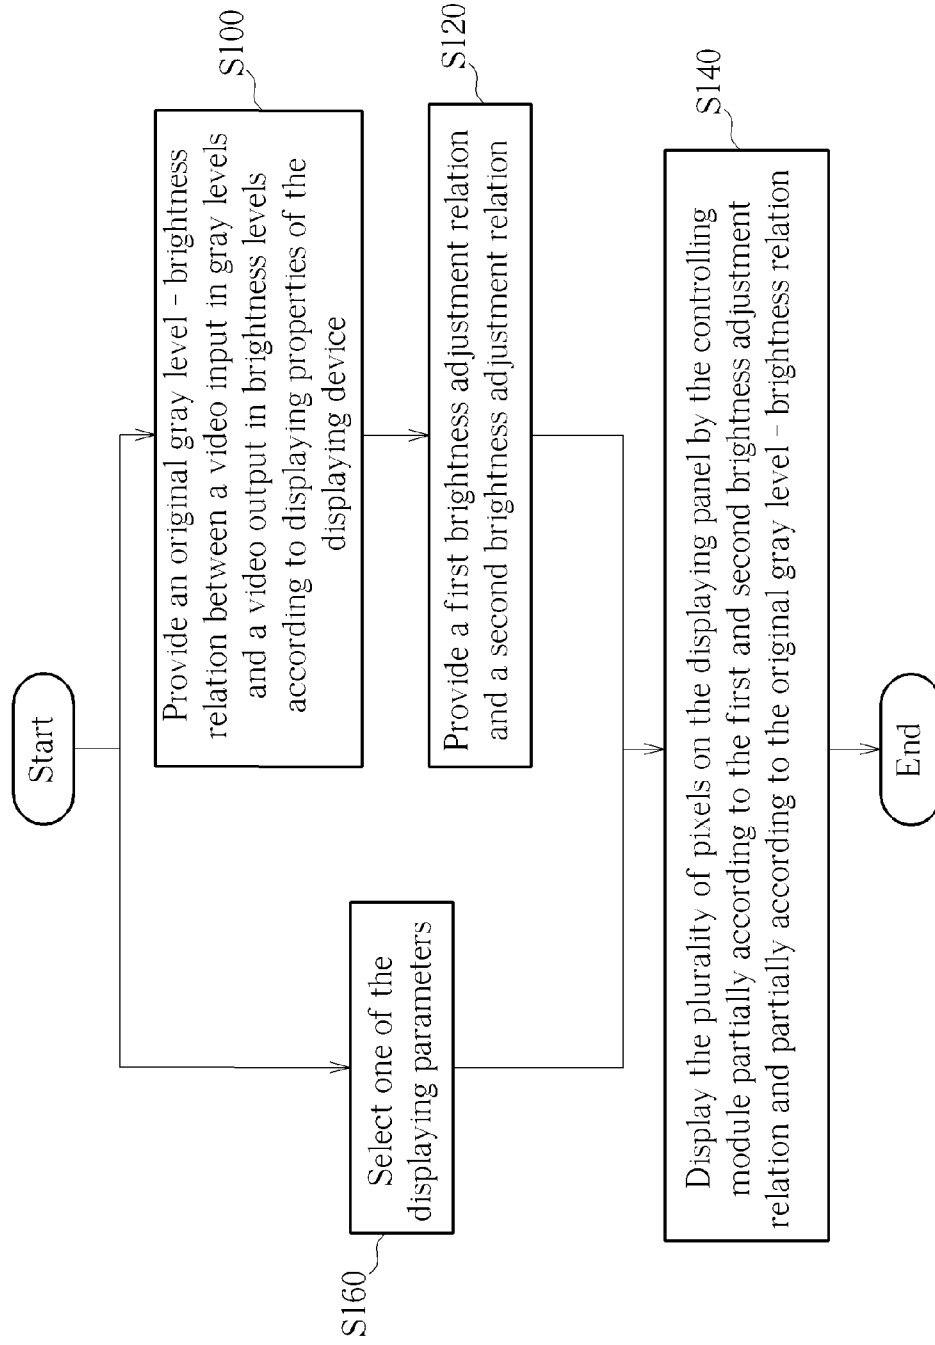 Start
S100
Provide an original gray level - brightness
relation between a video input in gray levels
and a video output in brightness levels
according to displaying properties of the
displaying device
S120
Provide a first brightness adjustment relation
and a second brightness adjustment relation
S160
Select one of the
displaying parameters
S140
Display the plurality of pixels on the displaying panel by the controlling
module partially according to the first and second brightness adjustment
relation and partially according to the original gray level - brightness relation
End